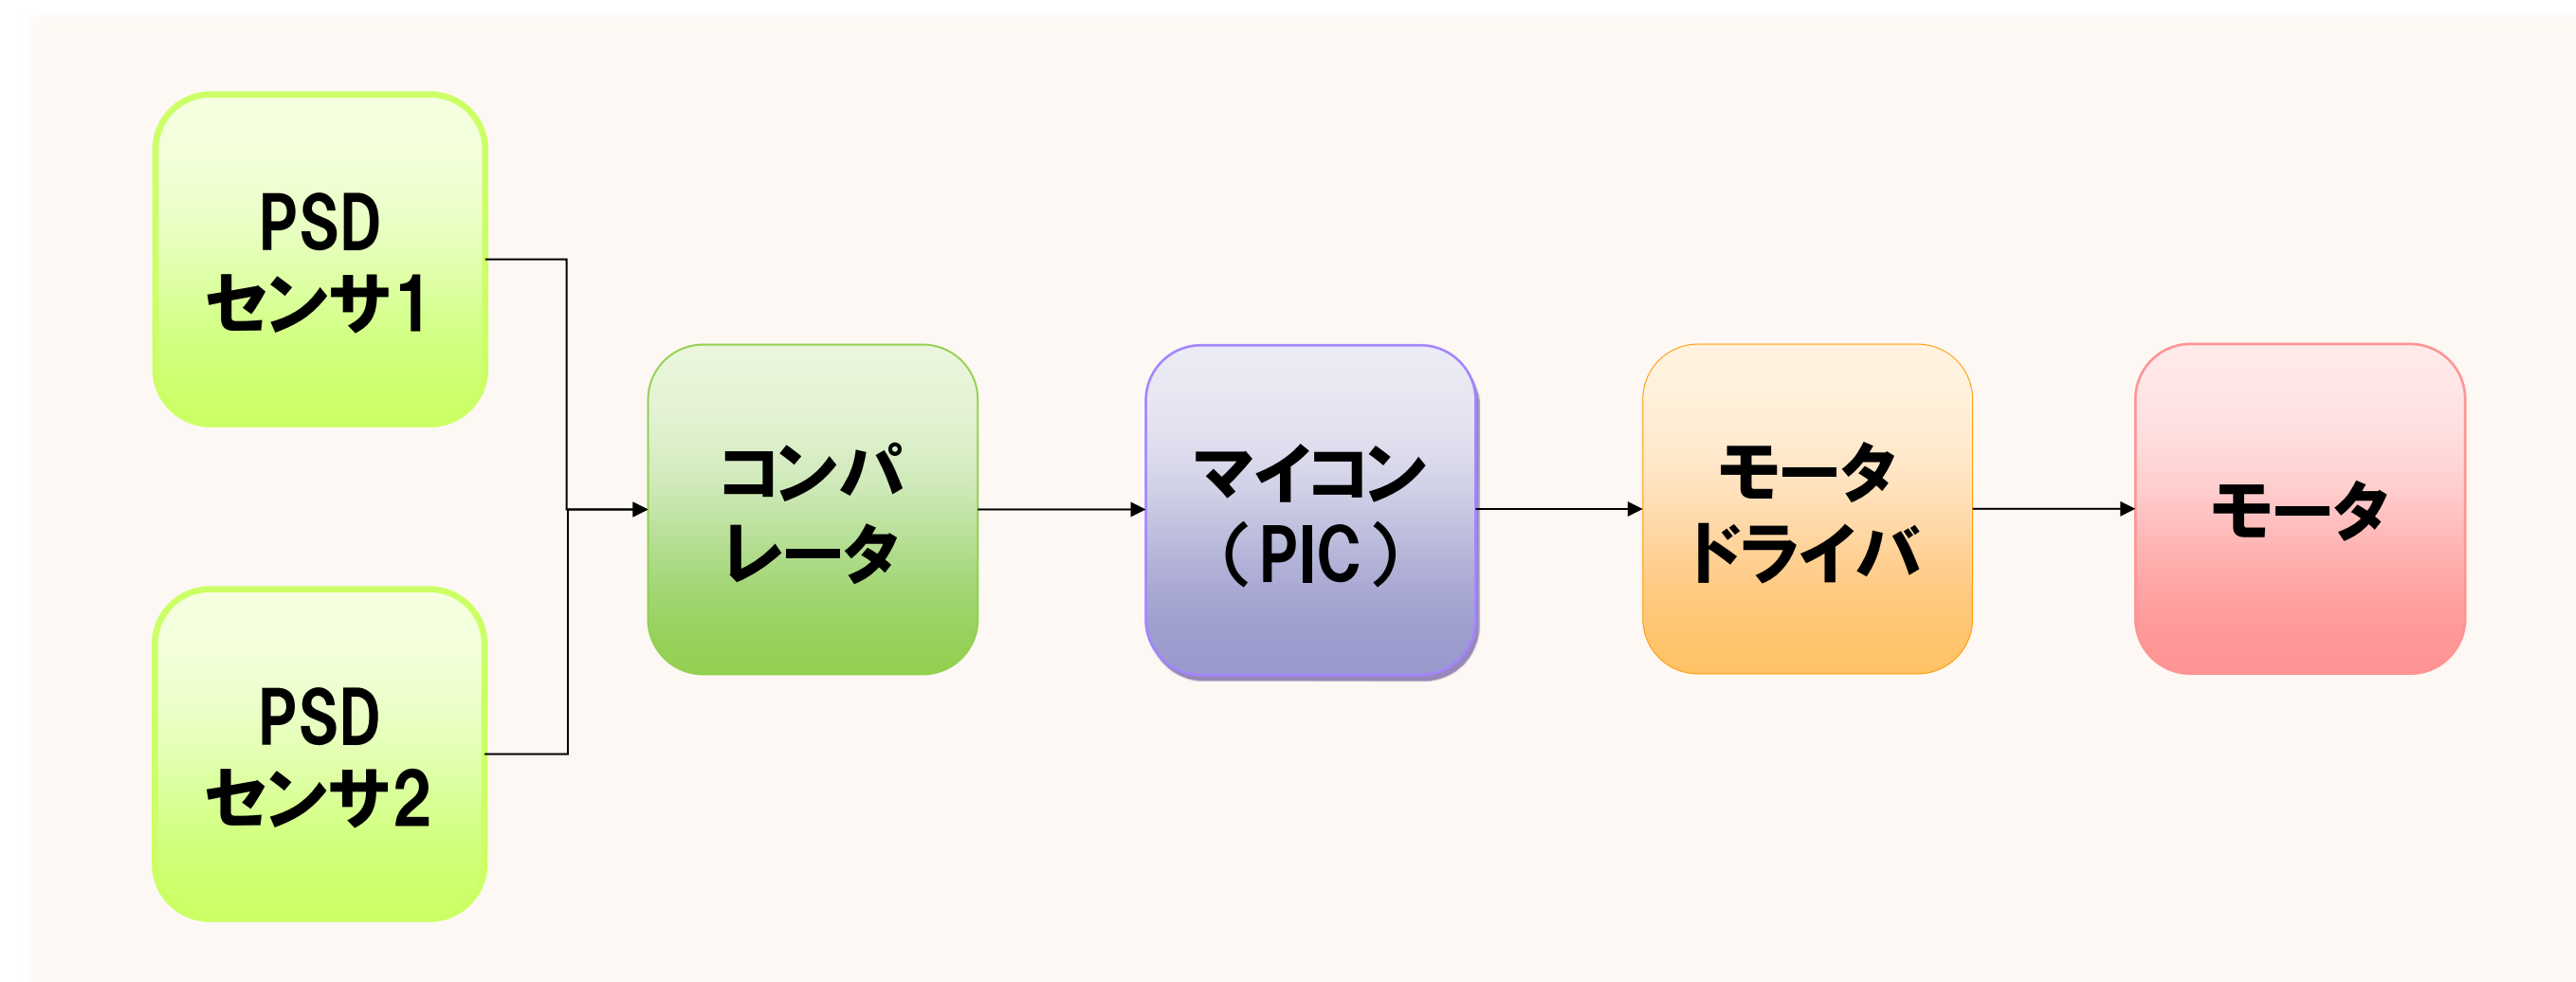 PSD
センサ1
PSD
センサ2
コンパ
レータ
マイコン
（PIC）
モータ
ドライバ
モータ